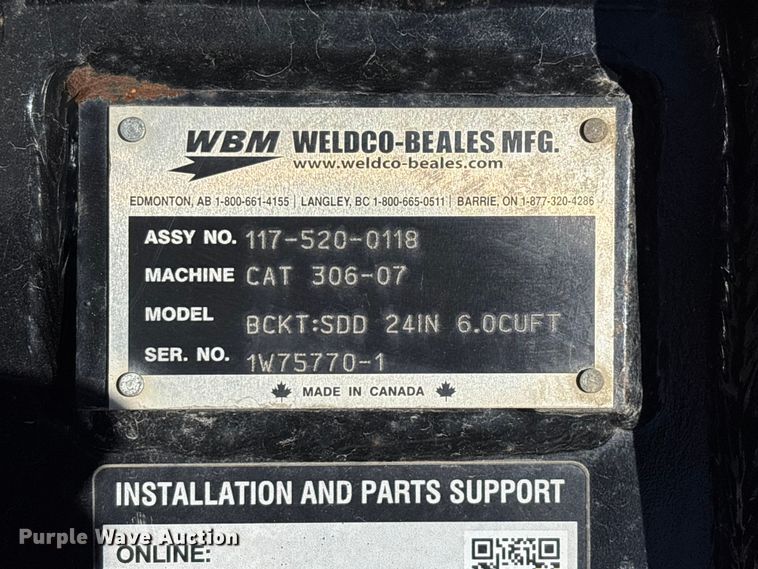 WBM WELDCO-BEALES MFG.
www.weldco-beales.com
EDMONTON, AB 1-800-661-4155 | LANGLEY, BC 1-800-665-0511 | BARRIE, ON 1-877-320-4286
ASSY NO. 117-520-0118
MACHINE CAT 306-07
MODEL BCKT:SDD 24IN 6.0CUFT
SER. NO. 1W75770-1
MADE IN CANADA
INSTALLATION AND PARTS SUPPORT
Purple Wave Auction
ONLINE: